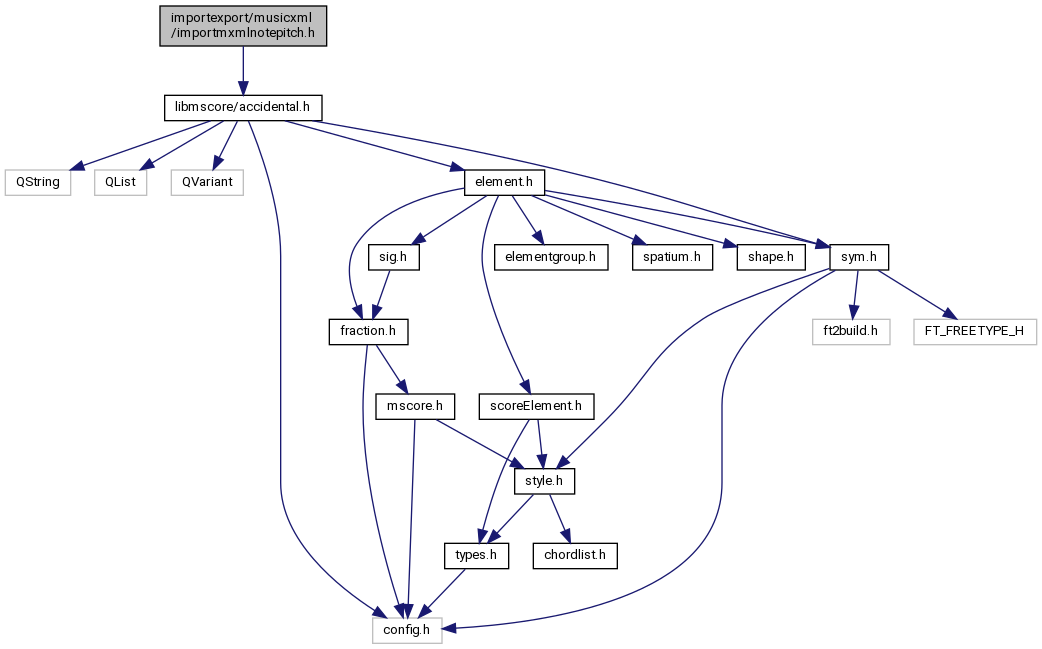 importexport/musicxml
/importmxmlnotepitch.h
libmscore/accidental.h
QString
QList
QVariant
element.h
sig.h
elementgroup.h
spatium.h
shape.h
sym.h
fraction.h
ft2build.h
FT_FREETYPE_H
mscore.h
scoreElement.h
style.h
types.h
chordlist.h
config.h